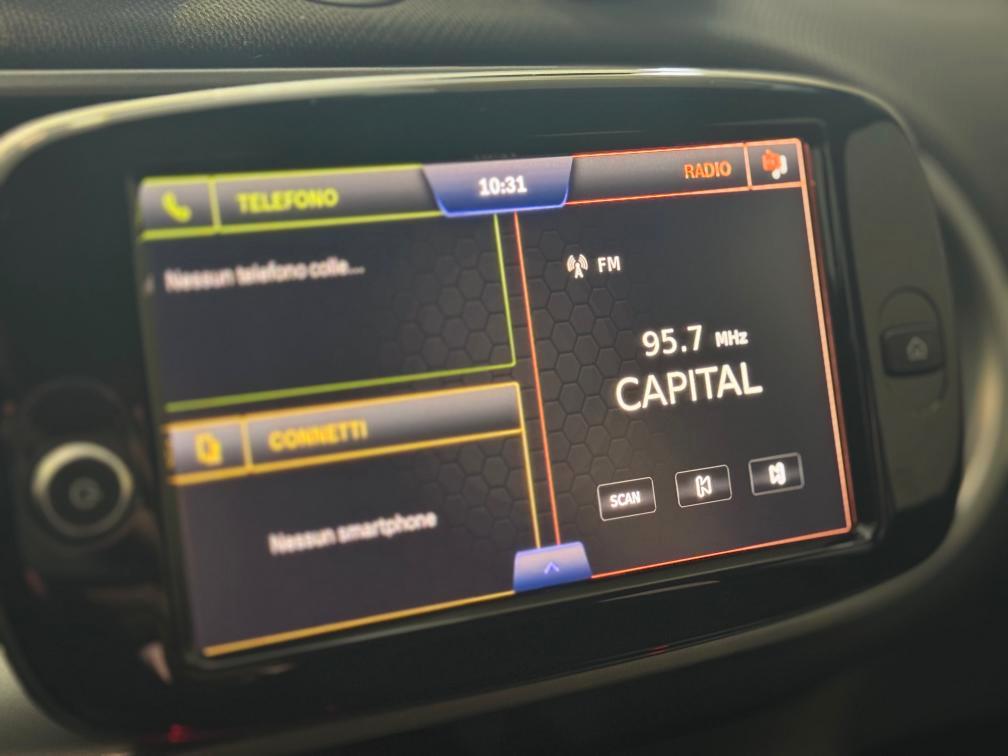 TELEFONO
10:31
RADIO
Nessun telefono colle...
FM
95.7 MHz
CAPITAL
CONNETTI
Nessun smartphone
SCAN